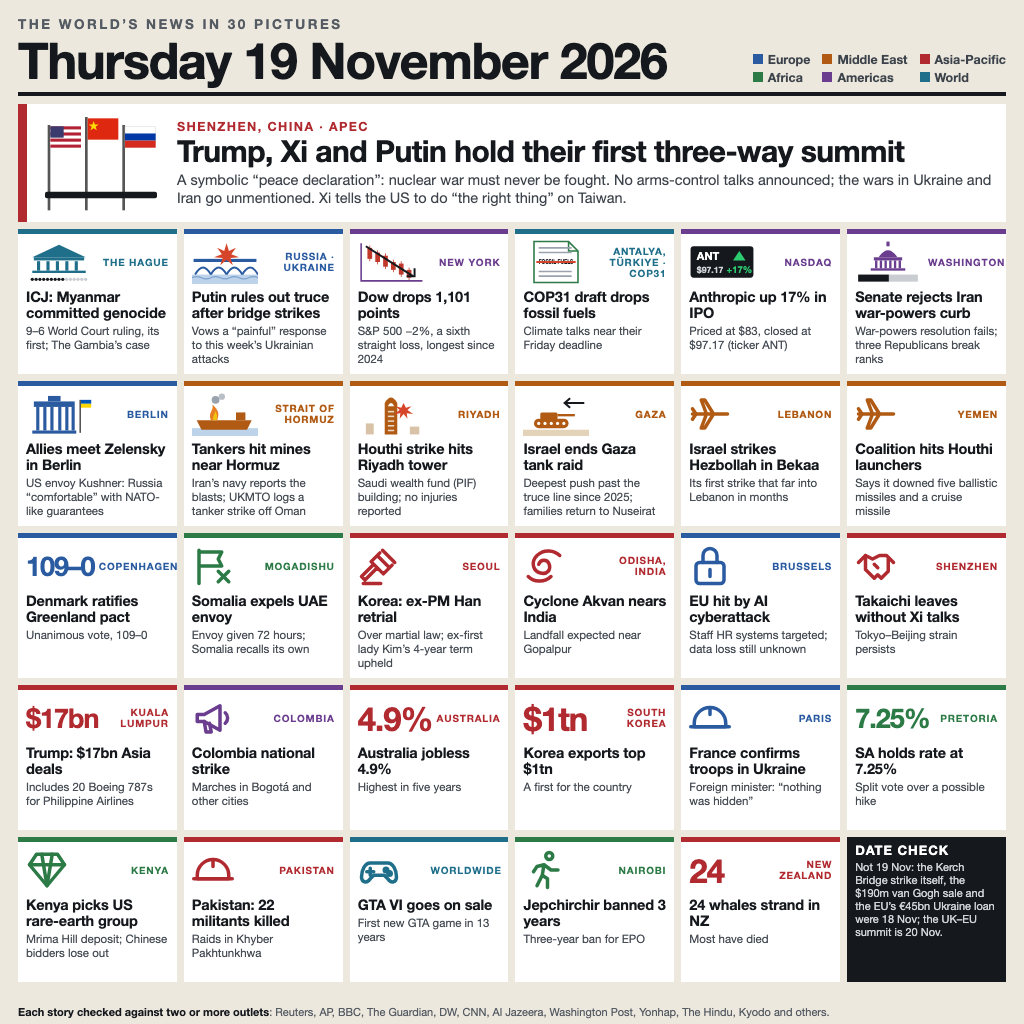 THE WORLD’S NEWS IN 30 PICTURES
Thursday 19 November 2026
Europe
Middle East
Asia-Pacific
Africa
Americas
World
SHENZHEN, CHINA · APEC
Trump, Xi and Putin hold their first three-way summit
A symbolic “peace declaration”: nuclear war must never be fought. No arms-control talks announced; the wars in Ukraine and
Iran go unmentioned. Xi tells the US to do “the right thing” on Taiwan.
THE HAGUE
ICJ: Myanmar
committed genocide
9–6 World Court ruling, its
first; The Gambia’s case
RUSSIA ·
UKRAINE
Putin rules out truce
after bridge strikes
Vows a “painful” response
to this week’s Ukrainian
attacks
NEW YORK
Dow drops 1,101
points
S&P 500 −2%, a sixth
straight loss, longest since
2024
FOSSIL FUELS
ANTALYA,
TÜRKIYE ·
COP31
COP31 draft drops
fossil fuels
Climate talks near their
Friday deadline
ANT
$97.17 +17%
NASDAQ
Anthropic up 17% in
IPO
Priced at $83, closed at
$97.17 (ticker ANT)
WASHINGTON
Senate rejects Iran
war-powers curb
War-powers resolution fails;
three Republicans break
ranks
BERLIN
Allies meet Zelensky
in Berlin
US envoy Kushner: Russia
“comfortable” with NATO-
like guarantees
STRAIT OF
HORMUZ
Tankers hit mines
near Hormuz
Iran’s navy reports the
blasts; UKMTO logs a
tanker strike off Oman
RIYADH
Houthi strike hits
Riyadh tower
Saudi wealth fund (PIF)
building; no injuries
reported
GAZA
Israel ends Gaza
tank raid
Deepest push past the
truce line since 2025;
families return to Nuseirat
LEBANON
Israel strikes
Hezbollah in Bekaa
Its first strike that far into
Lebanon in months
YEMEN
Coalition hits Houthi
launchers
Says it downed five ballistic
missiles and a cruise
missile
109–0
COPENHAGEN
Denmark ratifies
Greenland pact
Unanimous vote, 109–0
MOGADISHU
Somalia expels UAE
envoy
Envoy given 72 hours;
Somalia recalls its own
SEOUL
Korea: ex-PM Han
retrial
Over martial law; ex-first
lady Kim’s 4-year term
upheld
ODISHA,
INDIA
Cyclone Akvan nears
India
Landfall expected near
Gopalpur
BRUSSELS
EU hit by AI
cyberattack
Staff HR systems targeted;
data loss still unknown
SHENZHEN
Takaichi leaves
without Xi talks
Tokyo–Beijing strain
persists
$17bn
KUALA
LUMPUR
Trump: $17bn Asia
deals
Includes 20 Boeing 787s
for Philippine Airlines
COLOMBIA
Colombia national
strike
Marches in Bogotá and
other cities
4.9%
AUSTRALIA
Australia jobless
4.9%
Highest in five years
$1tn
SOUTH
KOREA
Korea exports top
$1tn
A first for the country
PARIS
France confirms
troops in Ukraine
Foreign minister: “nothing
was hidden”
7.25%
PRETORIA
SA holds rate at
7.25%
Split vote over a possible
hike
KENYA
Kenya picks US
rare-earth group
Mrima Hill deposit; Chinese
bidders lose out
PAKISTAN
Pakistan: 22
militants killed
Raids in Khyber
Pakhtunkhwa
WORLDWIDE
GTA VI goes on sale
First new GTA game in 13
years
NAIROBI
Jepchirchir banned 3
years
Three-year ban for EPO
24
NEW
ZEALAND
24 whales strand in
NZ
Most have died
DATE CHECK
Not 19 Nov: the Kerch
Bridge strike itself, the
$190m van Gogh sale and
the EU’s €45bn Ukraine loan
were 18 Nov; the UK–EU
summit is 20 Nov.
Each story checked against two or more outlets: Reuters, AP, BBC, The Guardian, DW, CNN, Al Jazeera, Washington Post, Yonhap, The Hindu, Kyodo and others.